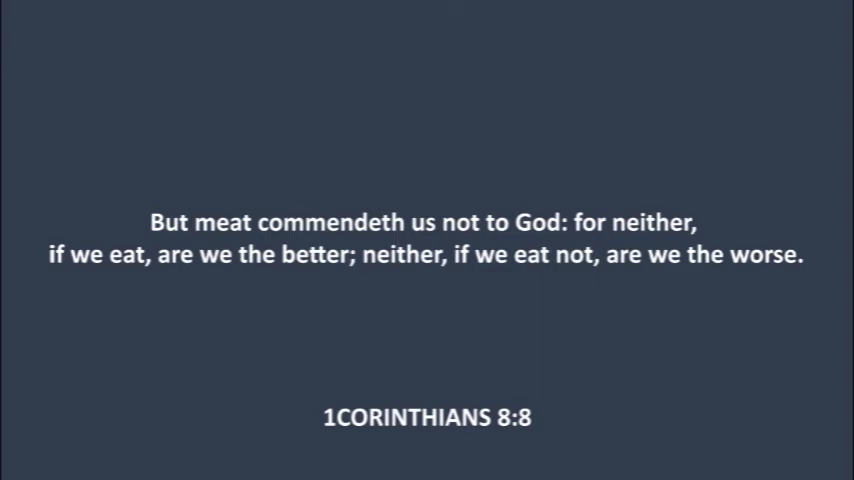 But meat commendeth us not to God: for neither,
if we eat, are we the better; neither, if we eat not, are we the worse.
1CORINTHIANS 8:8